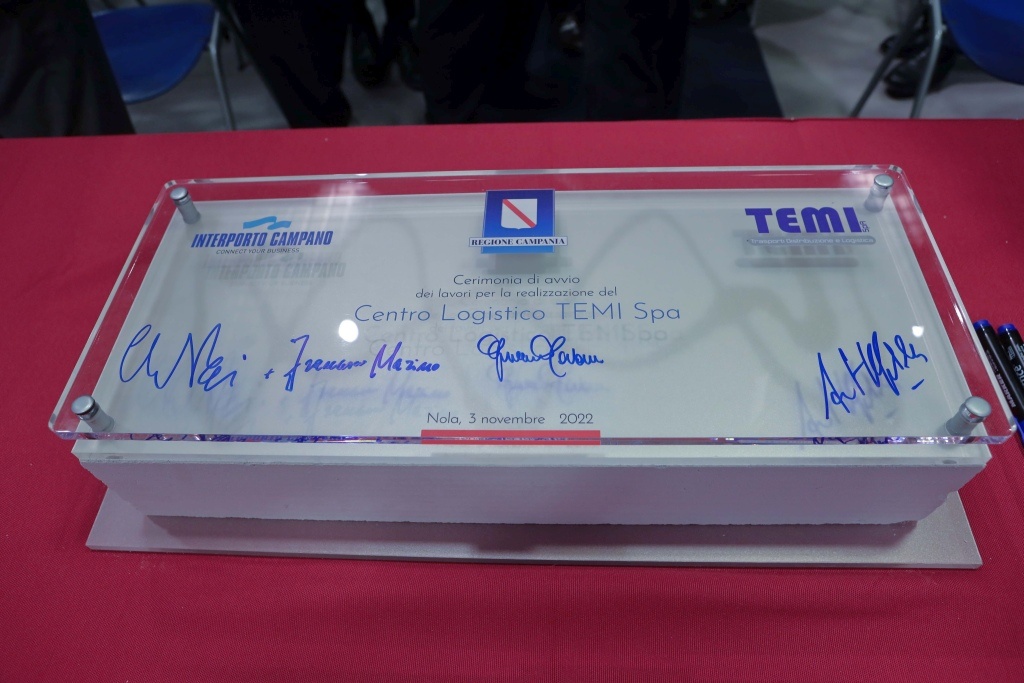 INTERPORTO CAMPANO
CONNECT YOUR BUSINESS
REGIONE CAMPANIA
TEMI SPA
Trasporti Distribuzione e Logistica
Cerimonia di avvio
dei lavori per la realizzazione del
Centro Logistico TEMI Spa
Nola, 3 novembre 2022